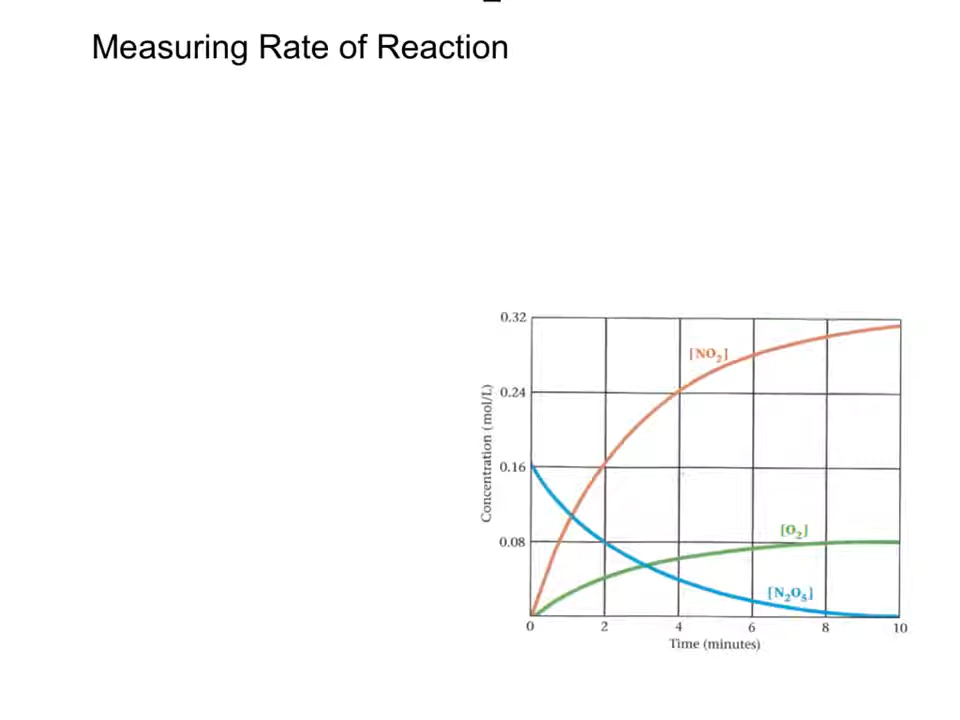 Measuring Rate of Reaction
0.32
[NO₂]
0.24
Concentration (mol/L)
0.16
[O₂]
0.08
[N₂O₅]
0 2 4 6 8 10
Time (minutes)